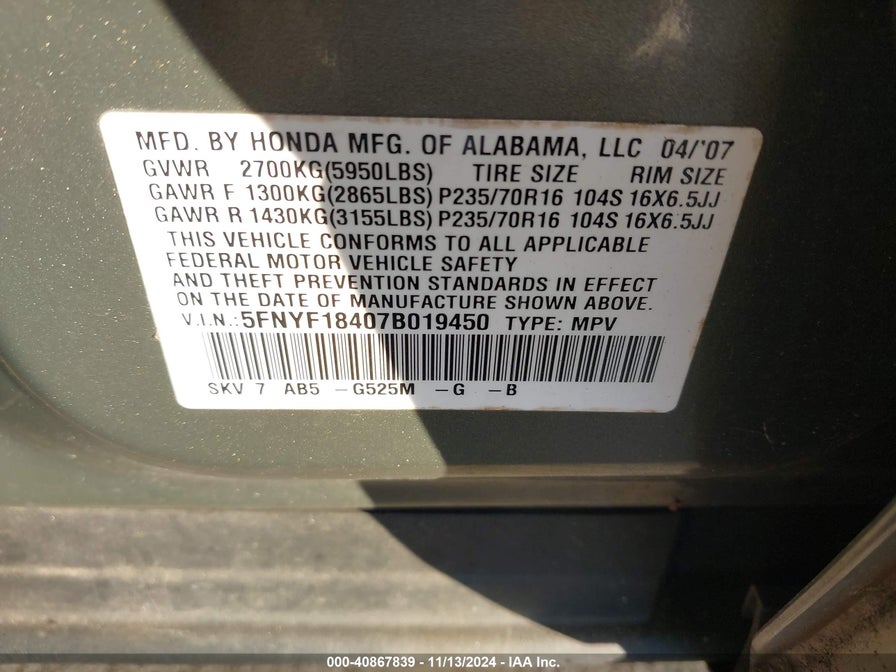 MFD. BY HONDA MFG. OF ALABAMA, LLC 04/'07
GVWR 2700KG(5950LBS) TIRE SIZE RIM SIZE
GAWR F 1300KG(2865LBS) P235/70R16 104S 16X6.5JJ
GAWR R 1430KG(3155LBS) P235/70R16 104S 16X6.5JJ
THIS VEHICLE CONFORMS TO ALL APPLICABLE
FEDERAL MOTOR VEHICLE SAFETY
AND THEFT PREVENTION STANDARDS IN EFFECT
ON THE DATE OF MANUFACTURE SHOWN ABOVE.
V.I.N.: 5FNYF18407B019450 TYPE: MPV
SKV 7 AB5 -G525M -G -B
000-40867839 - 11/13/2024 - IAA Inc.